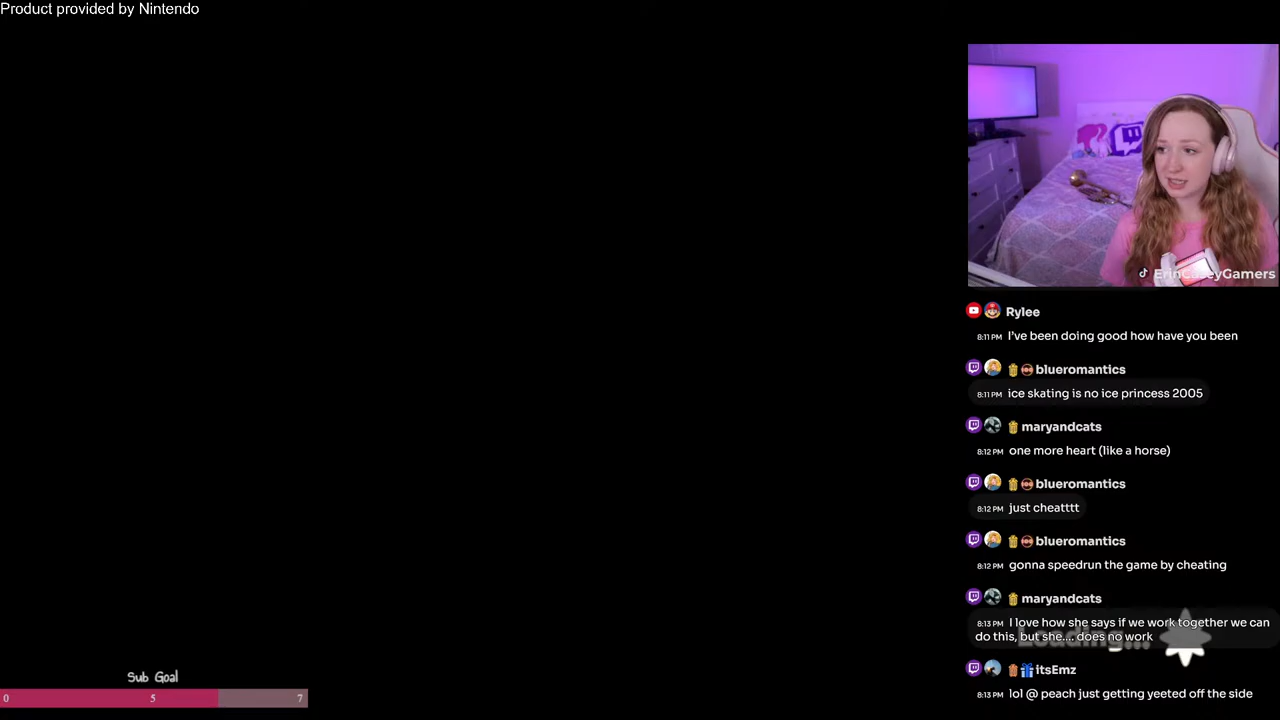 Product provided by Nintendo
ErinCaseyGamers
Rylee
8:11 PM I've been doing good how have you been
blueromantics
8:11 PM ice skating is no ice princess 2005
maryandcats
8:12 PM one more heart (like a horse)
blueromantics
8:12 PM just cheatttt
blueromantics
8:12 PM gonna speedrun the game by cheating
maryandcats
8:13 PM I love how she says if we work together we can
do this, but she.... does no work
Loading...
itsEmz
8:13 PM lol @ peach just getting yeeted off the side
Sub Goal
0 5 7